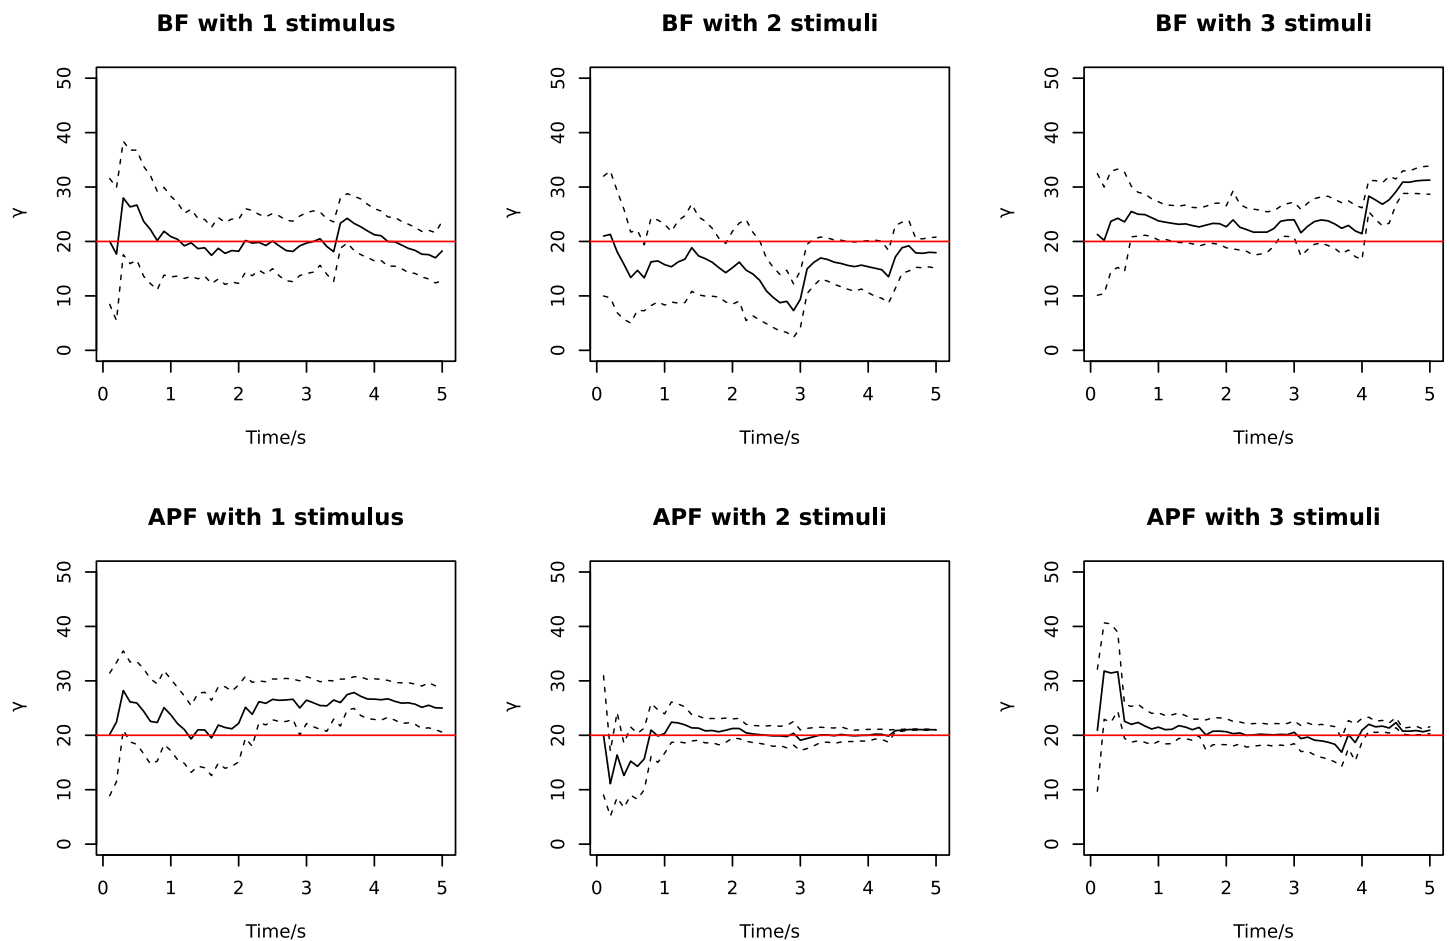 BF with 1 stimulus
BF with 2 stimuli
BF with 3 stimuli
50
40
30
20
10
0
γ
0 1 2 3 4 5
Time/s
50
40
30
20
10
0
γ
0 1 2 3 4 5
Time/s
50
40
30
20
10
0
γ
0 1 2 3 4 5
Time/s
APF with 1 stimulus
APF with 2 stimuli
APF with 3 stimuli
50
40
30
20
10
0
γ
0 1 2 3 4 5
Time/s
50
40
30
20
10
0
γ
0 1 2 3 4 5
Time/s
50
40
30
20
10
0
γ
0 1 2 3 4 5
Time/s